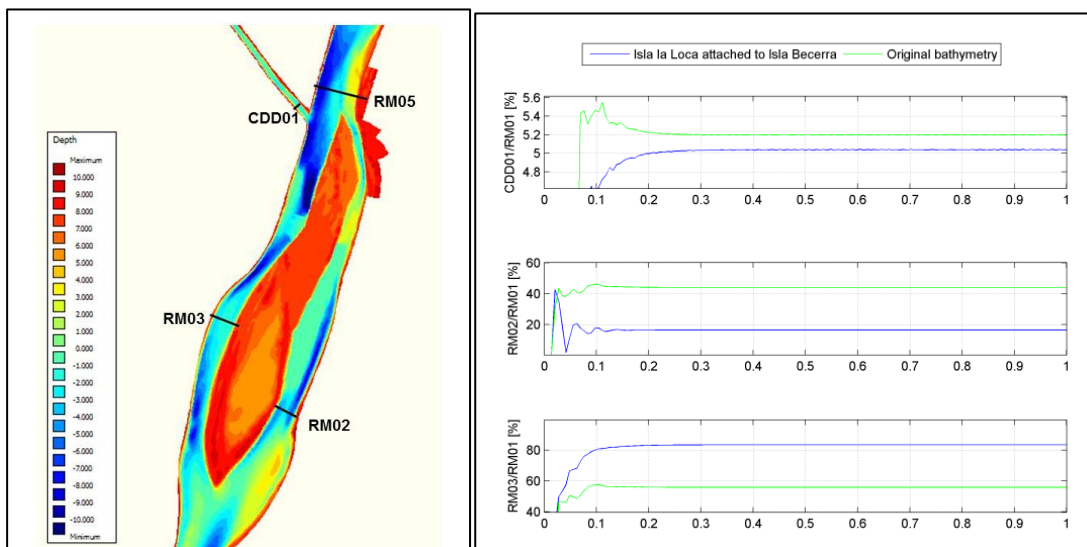 RM05
CDD01
RM03
RM02
Depth
Maximum
10.000
9.000
8.000
7.000
6.000
5.000
4.000
3.000
2.000
1.000
0.000
-1.000
-2.000
-3.000
-4.000
-5.000
-6.000
-7.000
-8.000
-9.000
-10.000
Minimum
Isla la Loca attached to Isla Becerra
Original bathymetry
CDD01/RM01 [%]
5.6
5.4
5.2
5
4.8
0 0.1 0.2 0.3 0.4 0.5 0.6 0.7 0.8 0.9 1
RM02/RM01 [%]
60
40
20
0 0.1 0.2 0.3 0.4 0.5 0.6 0.7 0.8 0.9 1
RM03/RM01 [%]
80
60
40
0 0.1 0.2 0.3 0.4 0.5 0.6 0.7 0.8 0.9 1